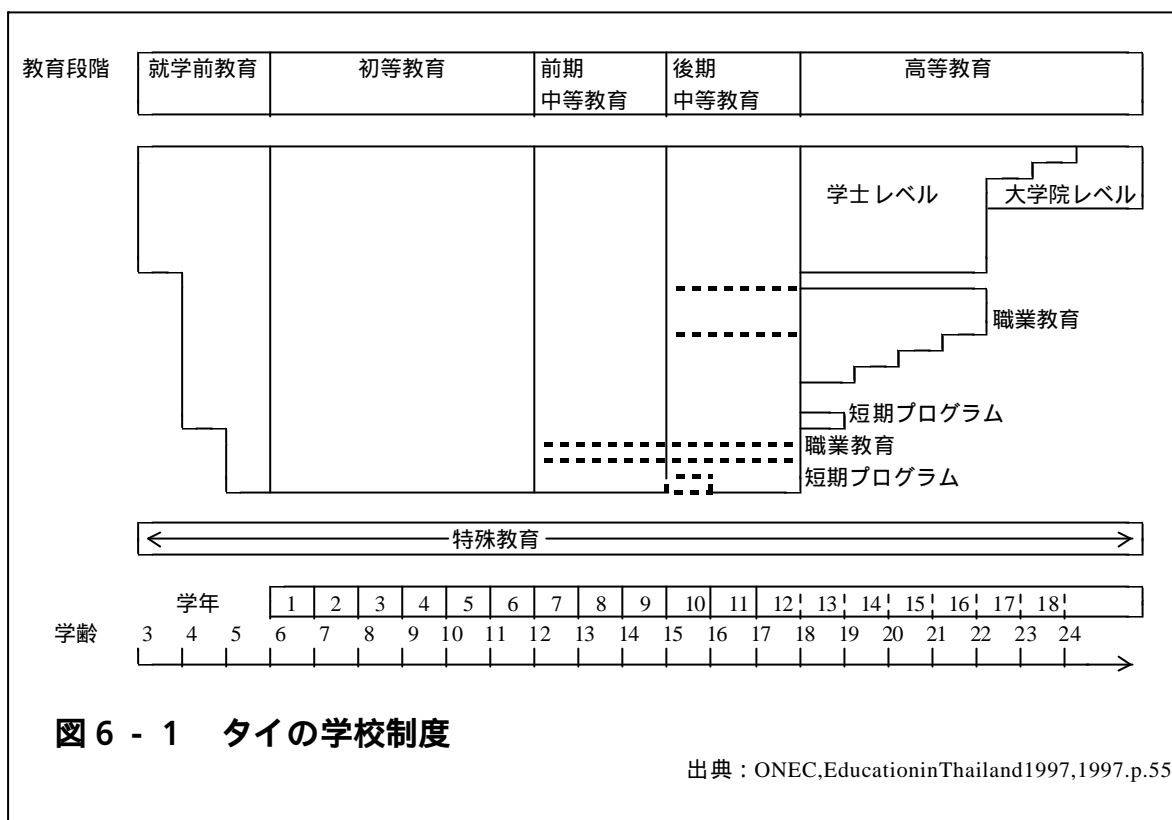 教育段階 就学前教育 初等教育 前期 後期 高等教育
中等教育 中等教育
学士レベル 大学院レベル
職業教育
短期プログラム
職業教育
短期プログラム
特殊教育
学年 1 2 3 4 5 6 7 8 9 10 11 12 13 14 15 16 17 18
学齢 3 4 5 6 7 8 9 10 11 12 13 14 15 16 17 18 19 20 21 22 23 24
図6-1 タイの学校制度
出典：ONEC,EducationinThailand1997,1997.p.55